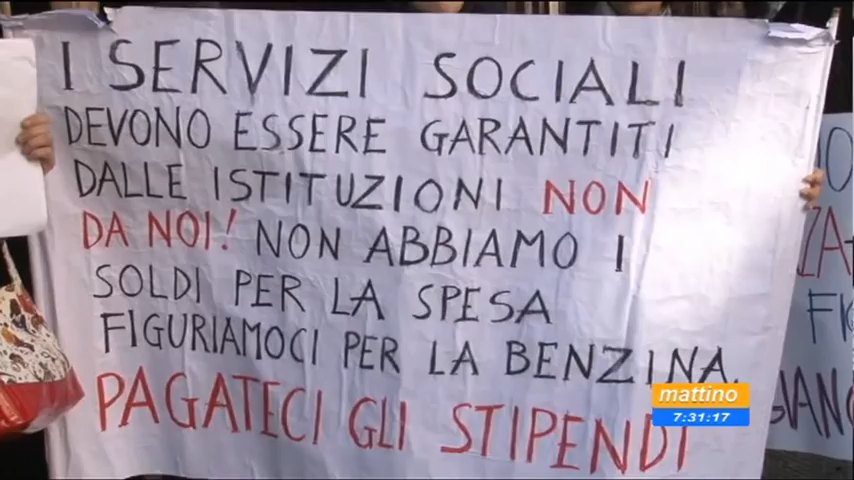 I SERVIZI SOCIALI
DEVONO ESSERE GARANTITI
DALLE ISTITUZIONI NON
DA NOI! NON ABBIAMO I
SOLDI PER LA SPESA
FIGURIAMOCI PER LA BENZINA.
PAGATECI GLI STIPENDI
mattino
7:31:17